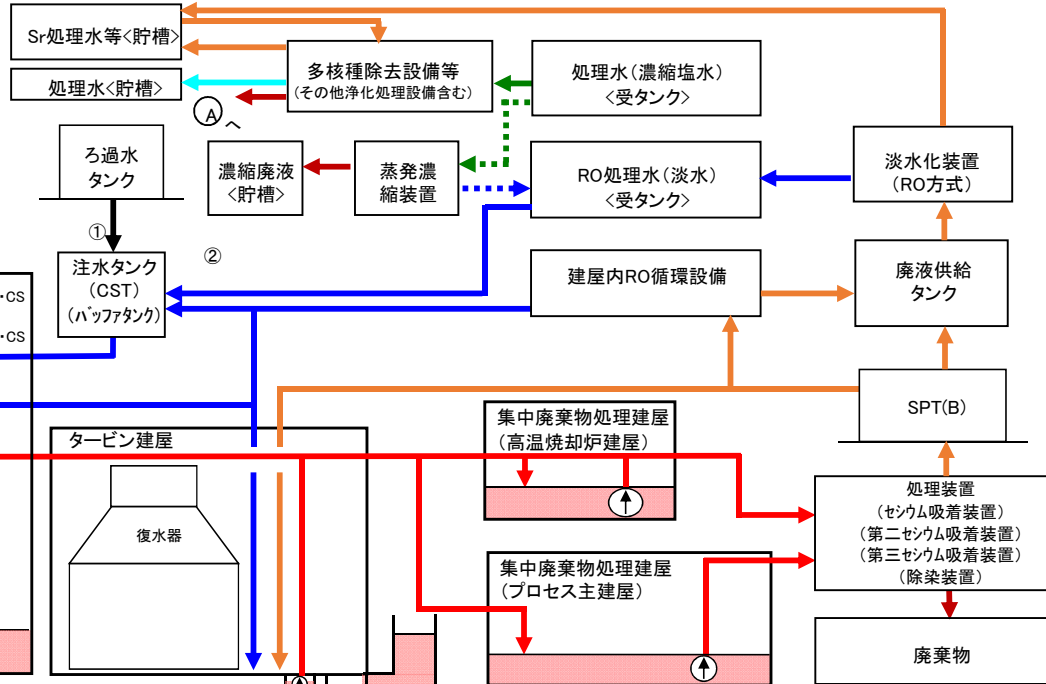 Sr処理水等<貯槽>
処理水<貯槽>
多核種除去設備等
(その他浄化処理設備含む)
A へ
処理水(濃縮塩水)
<受タンク>
ろ過水
タンク
濃縮廃液
<貯槽>
蒸発濃
縮装置
RO処理水(淡水)
<受タンク>
淡水化装置
(RO方式)
①
②
注水タンク
(CST)
(バッファタンク)
・CS
・CS
建屋内RO循環設備
廃液供給
タンク
SPT(B)
タービン建屋
復水器
集中廃棄物処理建屋
(高温焼却炉建屋)
集中廃棄物処理建屋
(プロセス主建屋)
処理装置
(セシウム吸着装置)
(第二セシウム吸着装置)
(第三セシウム吸着装置)
(除染装置)
廃棄物